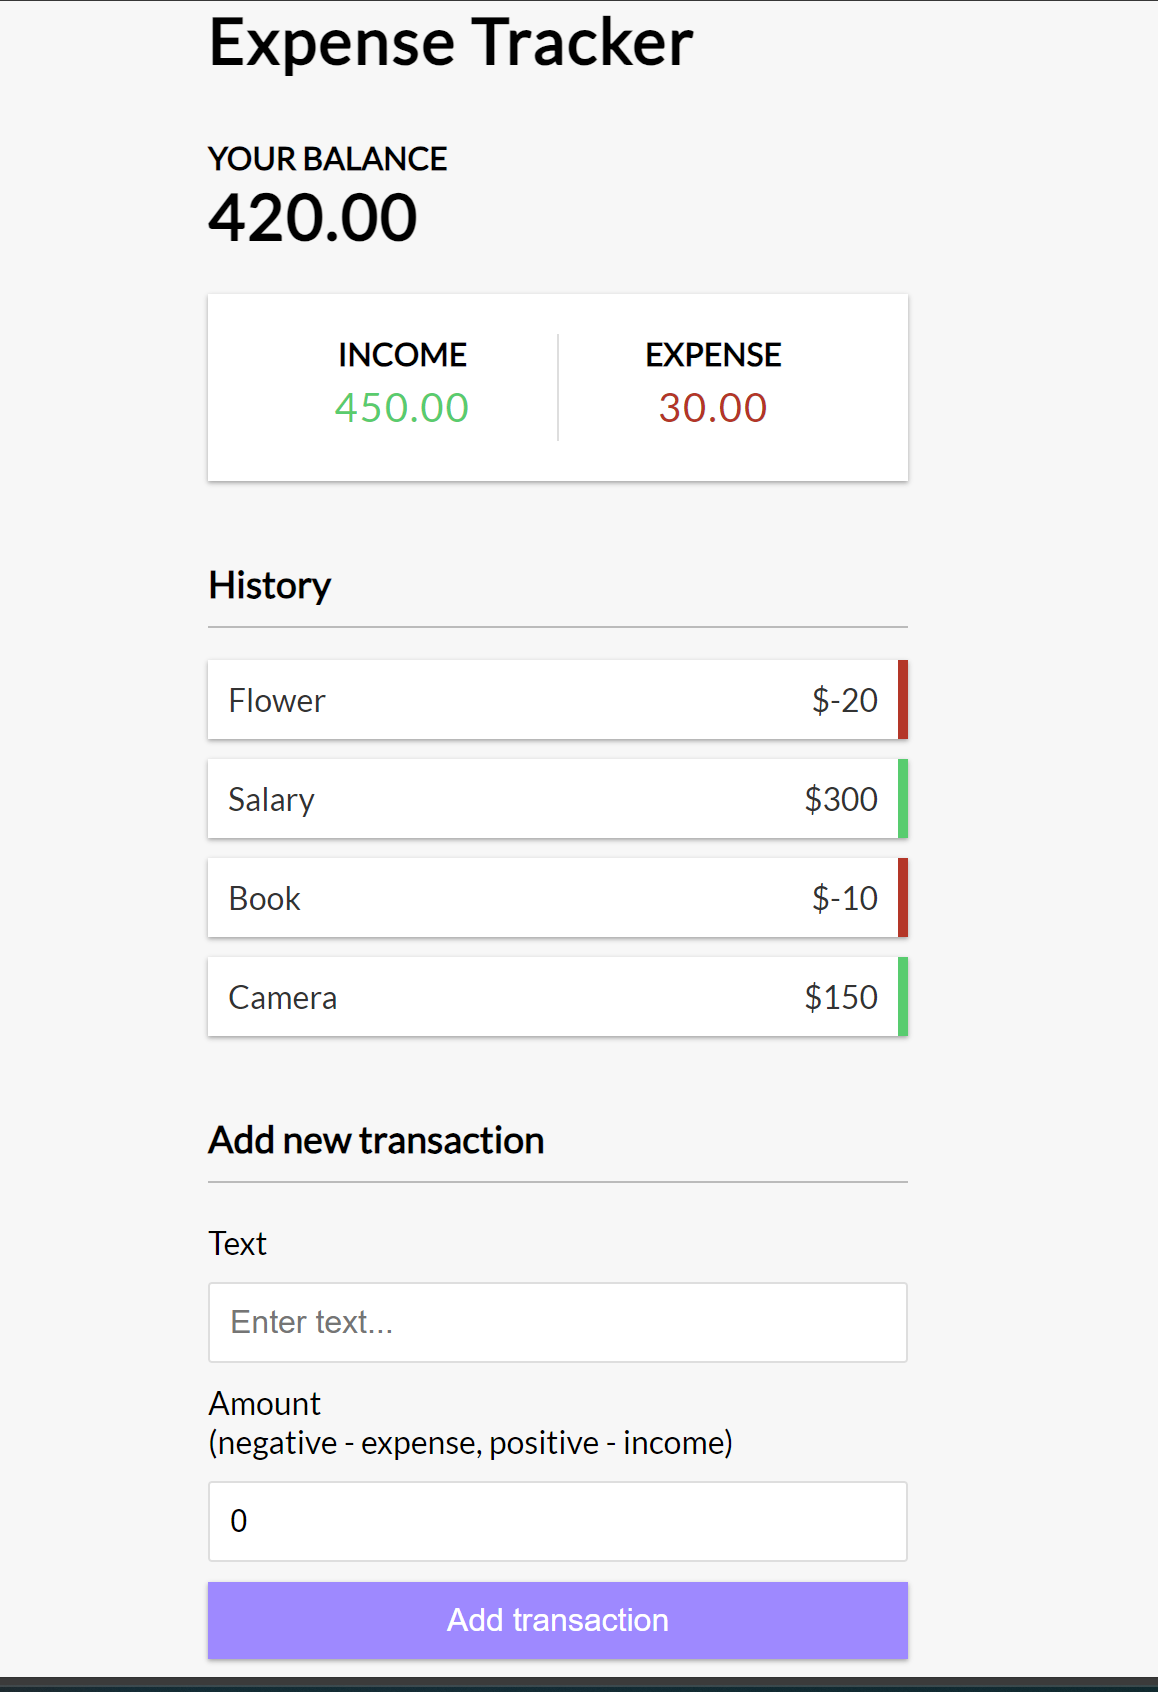 Expense Tracker
YOUR BALANCE
420.00
INCOME EXPENSE
450.00 30.00
History
Flower $-20
Salary $300
Book $-10
Camera $150
Add new transaction
Text
Enter text...
Amount
(negative - expense, positive - income)
0
Add transaction